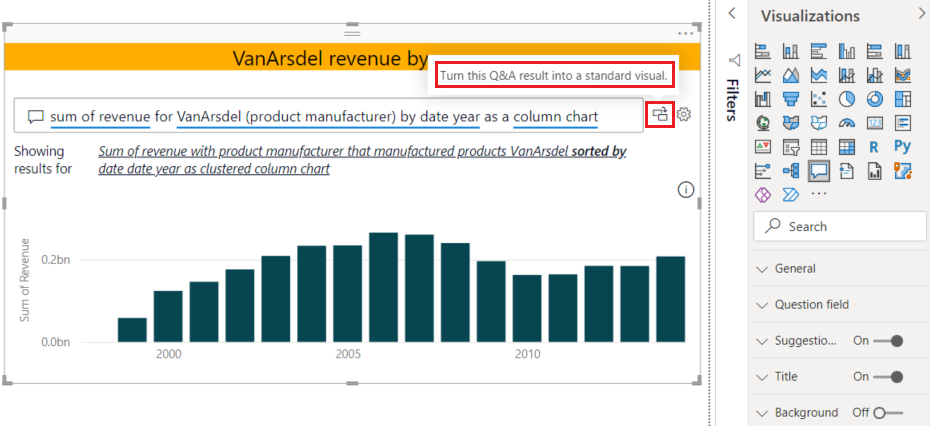 VanArsdel revenue by
Turn this Q&A result into a standard visual.
sum of revenue for VanArsdel (product manufacturer) by date year as a column chart
Showing results for
Sum of revenue with product manufacturer that manufactured products VanArsdel sorted by
date date year as clustered column chart
Sum of Revenue
0.2bn
0.0bn
2000 2005 2010
Filters
Visualizations
123
R Py
Search
General
Question field
Suggestio... On
Title On
Background Off